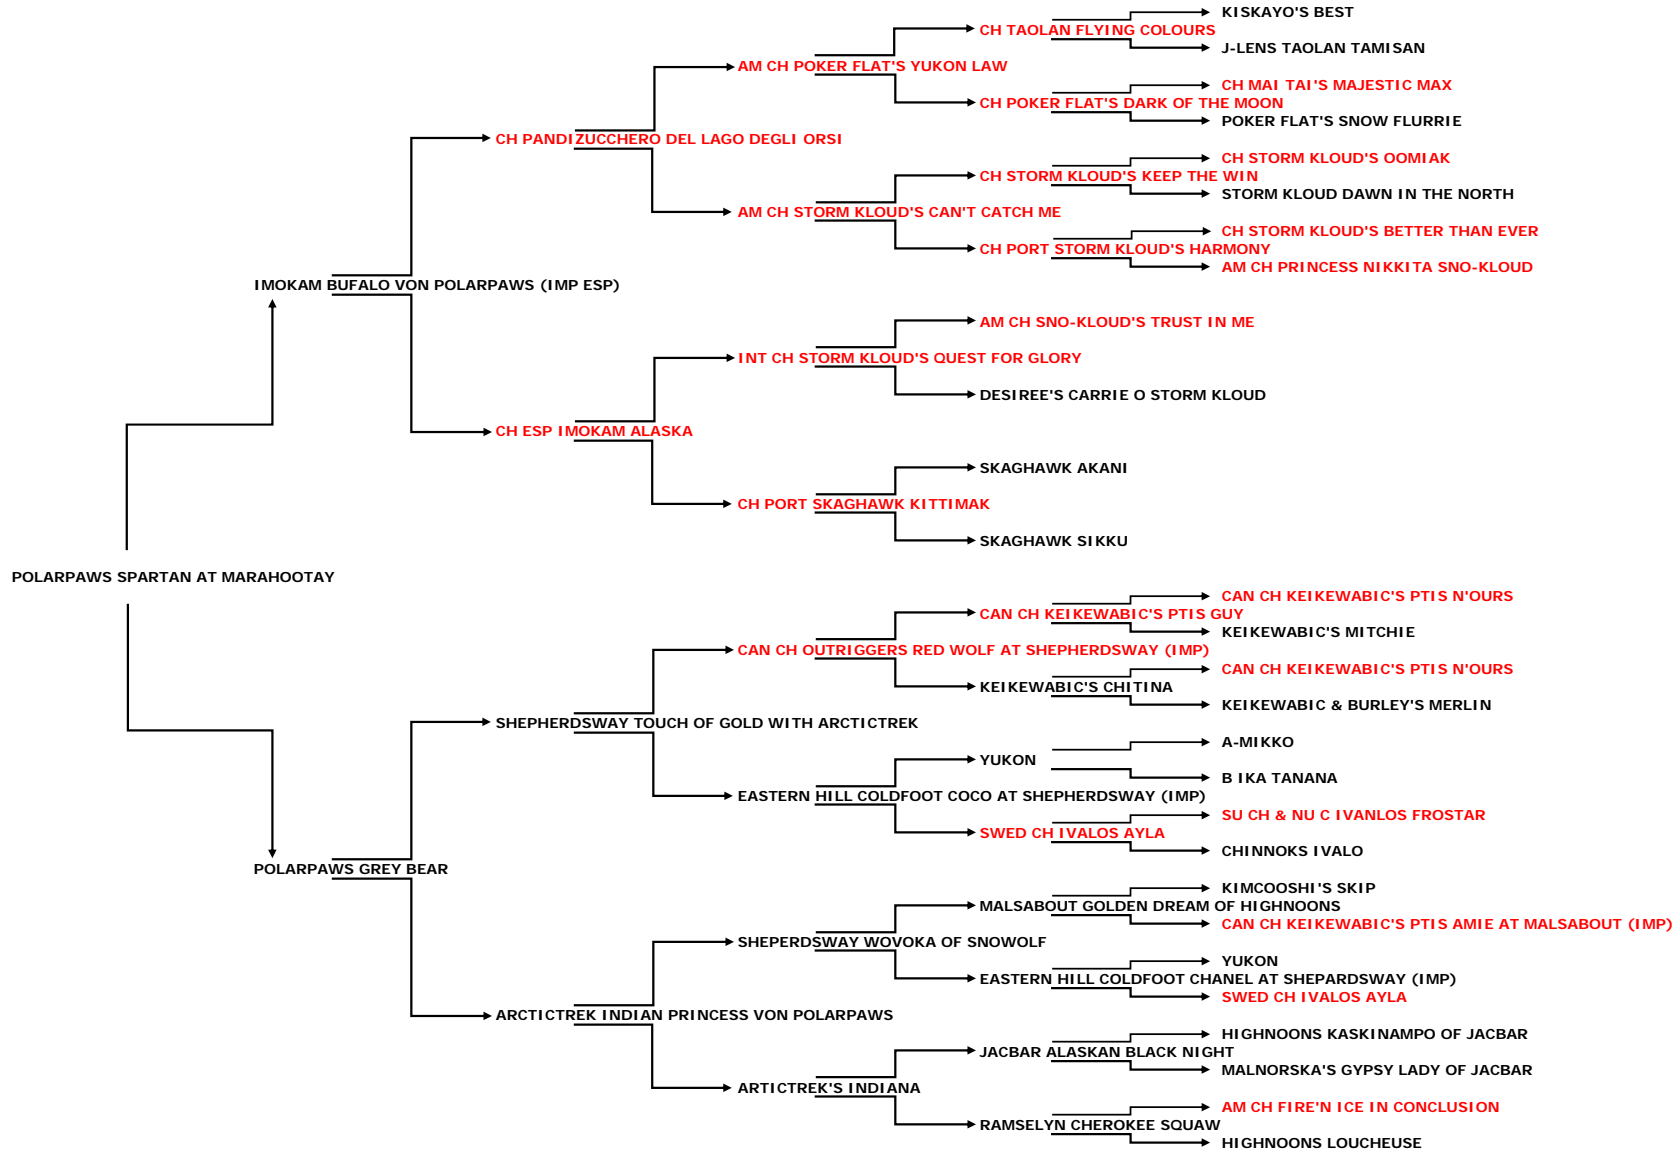 KISKAYO'S BEST
CH TAOLAN FLYING COLOURS
J-LENS TAOLAN TAMISAN
AM CH POKER FLAT'S YUKON LAW
CH MAI TAI'S MAJESTIC MAX
CH POKER FLAT'S DARK OF THE MOON
POKER FLAT'S SNOW FLURRIE
CH PANDIZUCCHERO DEL LAGO DEGLI ORSI
CH STORM KLOUD'S OOMIAK
CH STORM KLOUD'S KEEP THE WIN
STORM KLOUD DAWN IN THE NORTH
AM CH STORM KLOUD'S CAN'T CATCH ME
CH STORM KLOUD'S BETTER THAN EVER
CH PORT STORM KLOUD'S HARMONY
AM CH PRINCESS NIKKITA SNO-KLOUD
IMOKAM BUFALO VON POLARPAWS (IMP ESP)
AM CH SNO-KLOUD'S TRUST IN ME
INT CH STORM KLOUD'S QUEST FOR GLORY
DESIREE'S CARRIE O STORM KLOUD
CH ESP IMOKAM ALASKA
SKAGHAWK AKANI
CH PORT SKAGHAWK KITTIMAK
SKAGHAWK SIKKU
POLARPAWS SPARTAN AT MARAHOOTAY
CAN CH KEIKEWABIC'S PTIS N'OURS
CAN CH KEIKEWABIC'S PTIS GUY
KEIKEWABIC'S MITCHIE
CAN CH OUTRIGGERS RED WOLF AT SHEPHERDSWAY (IMP)
CAN CH KEIKEWABIC'S PTIS N'OURS
KEIKEWABIC'S CHITINA
KEIKEWABIC & BURLEY'S MERLIN
SHEPHERDSWAY TOUCH OF GOLD WITH ARCTICTREK
A-MIKKO
YUKON
B IKA TANANA
EASTERN HILL COLDFOOT COCO AT SHEPHERDSWAY (IMP)
SU CH & NU C IVANLOS FROSTAR
SWED CH IVALOS AYLA
CHINNOKS IVALO
POLARPAWS GREY BEAR
KIMCOOSHI'S SKIP
MALSABOUT GOLDEN DREAM OF HIGHNOONS
CAN CH KEIKEWABIC'S PTIS AMIE AT MALSABOUT (IMP)
SHEPERDSWAY WOVOKA OF SNOWOLF
YUKON
EASTERN HILL COLDFOOT CHANEL AT SHEPARDSWAY (IMP)
SWED CH IVALOS AYLA
ARCTICTREK INDIAN PRINCESS VON POLARPAWS
HIGHNOONS KASKINAMPO OF JACBAR
JACBAR ALASKAN BLACK NIGHT
MALNORSKA'S GYPSY LADY OF JACBAR
ARTICTREK'S INDIANA
AM CH FIRE'N ICE IN CONCLUSION
RAMSELYN CHEROKEE SQUAW
HIGHNOONS LOUCHEUSE